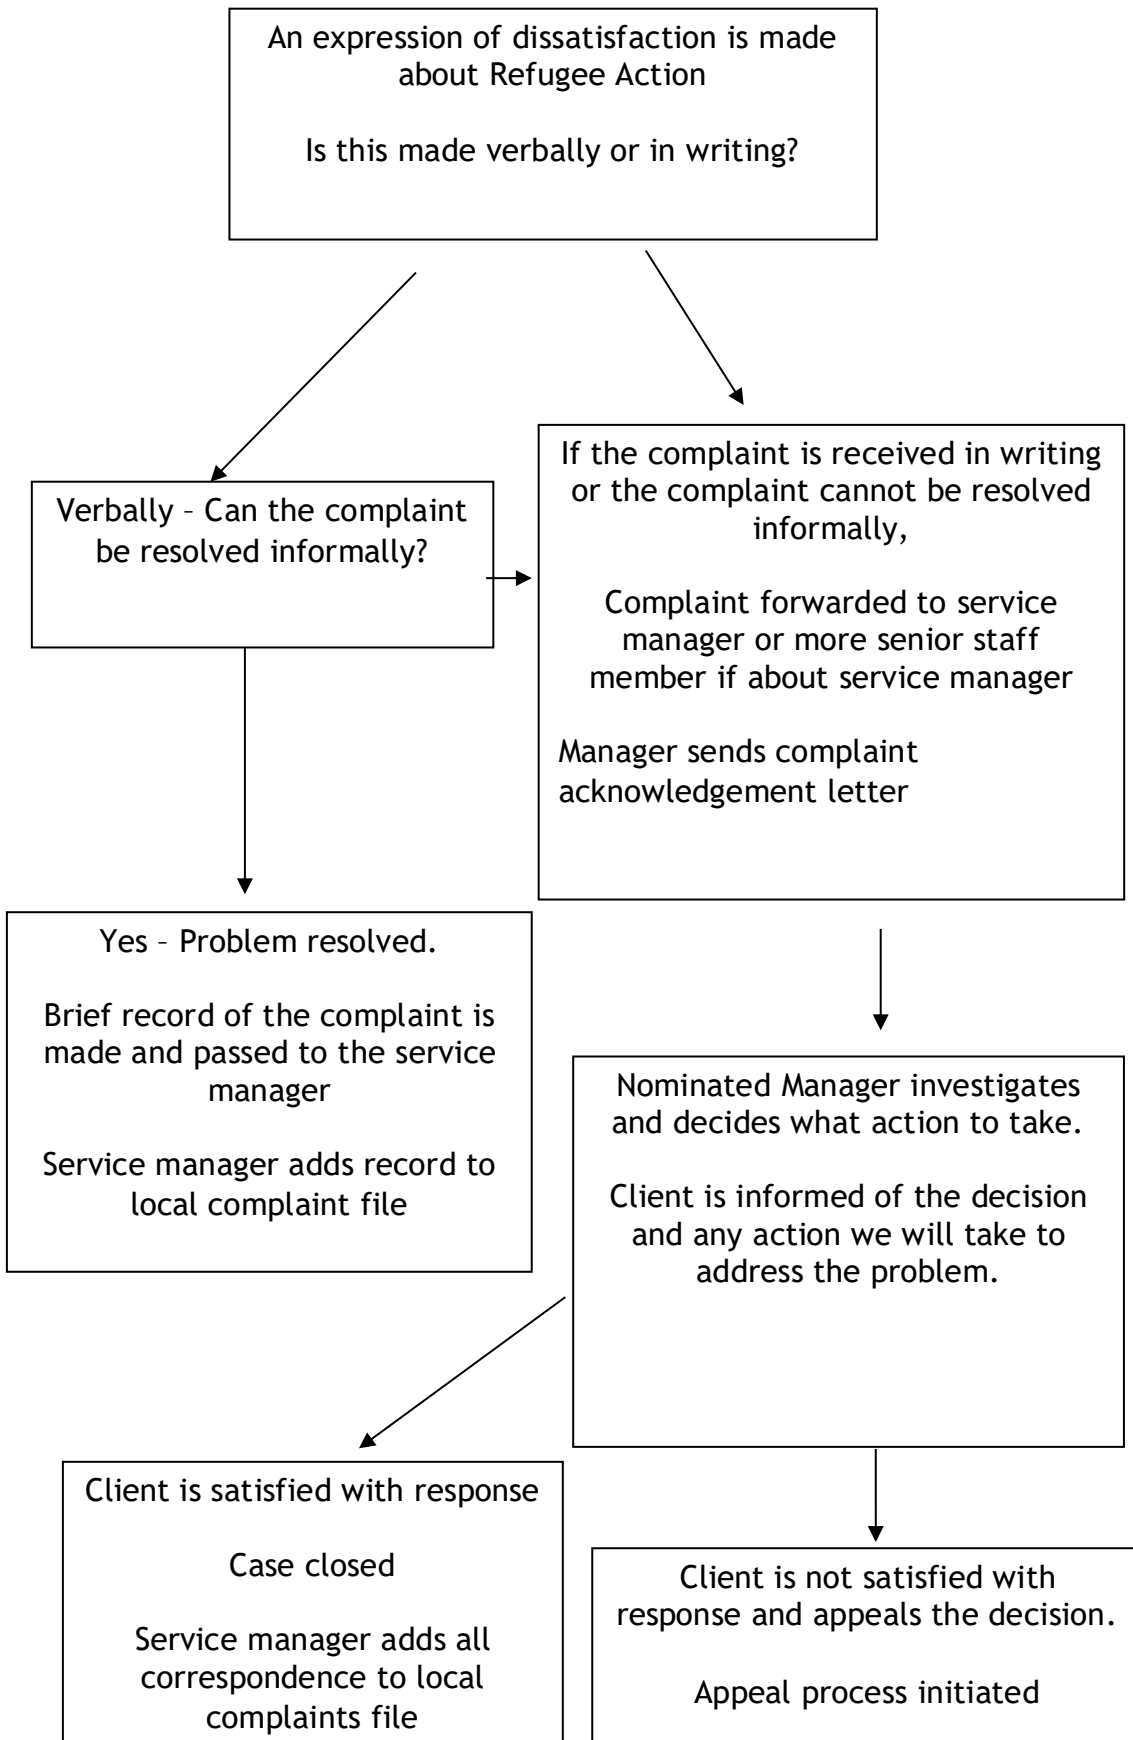 An expression of dissatisfaction is made
about Refugee Action
Is this made verbally or in writing?
Verbally – Can the complaint
be resolved informally?
If the complaint is received in writing
or the complaint cannot be resolved
informally,
Complaint forwarded to service
manager or more senior staff
member if about service manager
Manager sends complaint
acknowledgement letter
Yes – Problem resolved.
Brief record of the complaint is
made and passed to the service
manager
Service manager adds record to
local complaint file
Nominated Manager investigates
and decides what action to take.
Client is informed of the decision
and any action we will take to
address the problem.
Client is satisfied with response
Case closed
Service manager adds all
correspondence to local
complaints file
Client is not satisfied with
response and appeals the decision.
Appeal process initiated